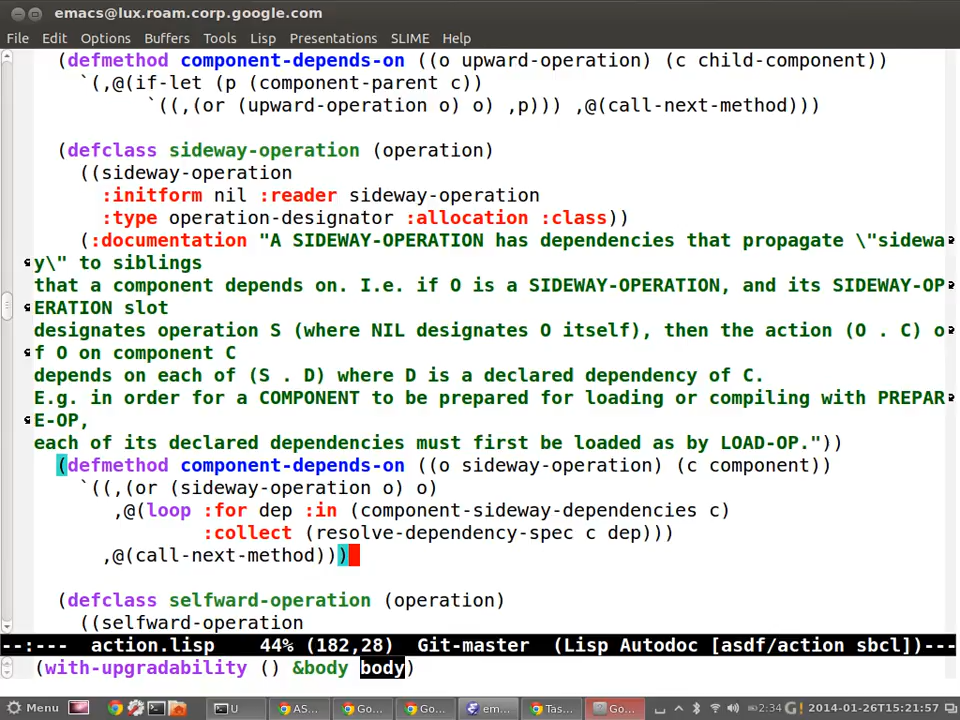 emacs@lux.roam.corp.google.com
File Edit Options Buffers Tools Lisp Presentations SLIME Help
(defmethod component-depends-on ((o upward-operation) (c child-component))
`(,@(if-let (p (component-parent c))
`((,(or (upward-operation o) o) ,p))) ,@(call-next-method)))
(defclass sideway-operation (operation)
((sideway-operation
:initform nil :reader sideway-operation
:type operation-designator :allocation :class))
(:documentation "A SIDEWAY-OPERATION has dependencies that propagate \"sidewa
y\" to siblings
that a component depends on. I.e. if O is a SIDEWAY-OPERATION, and its SIDEWAY-OP
ERATION slot
designates operation S (where NIL designates O itself), then the action (O . C) o
f O on component C
depends on each of (S . D) where D is a declared dependency of C.
E.g. in order for a COMPONENT to be prepared for loading or compiling with PREPAR
E-OP,
each of its declared dependencies must first be loaded as by LOAD-OP."))
(defmethod component-depends-on ((o sideway-operation) (c component))
`((,(or (sideway-operation o) o)
,@(loop :for dep :in (component-sideway-dependencies c)
:collect (resolve-dependency-spec c dep)))
,@(call-next-method)))
(defclass selfward-operation (operation)
((selfward-operation
--:--- action.lisp 44% (182,28) Git-master (Lisp Autodoc [asdf/action sbcl])---
(with-upgradability () &body body)
Menu U AS... Go... Go... em... Tas... Go... 2:34 2014-01-26T15:21:57